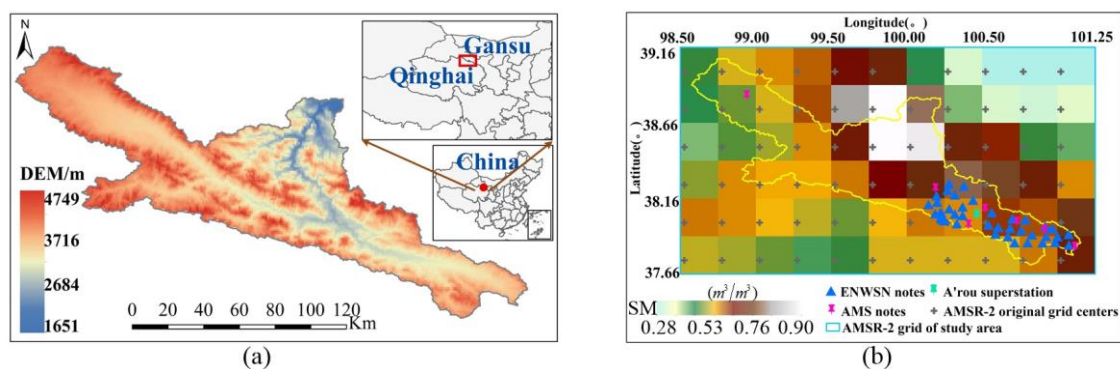 N
DEM/m
4749
3716
2684
1651
Gansu
Qinghai
China
0 20 40 60 80 100 120
Km
(a)
Longitude(。)
98.50 99.00 99.50 100.00 100.50 101.25
Latitude(。)
39.16
38.66
38.16
37.66
(m³/m³)
SM
0.28 0.53 0.76 0.90
ENWSN notes
A'rou superstation
AMS notes
AMSR-2 original grid centers
AMSR-2 grid of study area
(b)